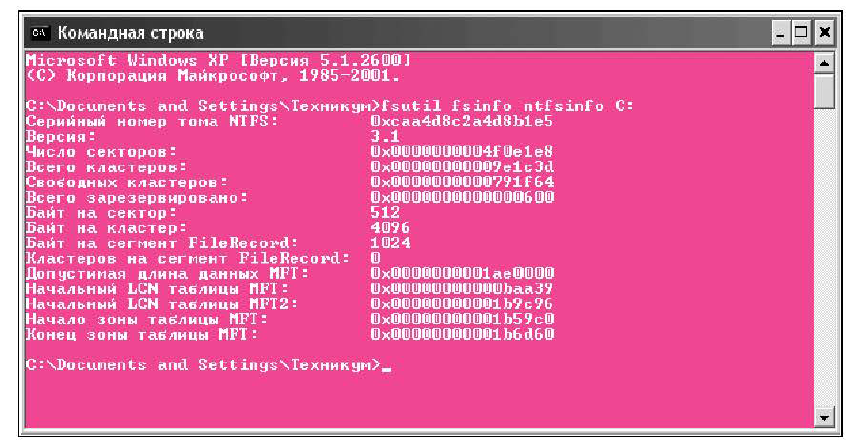 Командная строка
Microsoft Windows XP [Версия 5.1.2600]
(C) Корпорация Майкрософт, 1985-2001.
C:\Documents and Settings\Техникум>fsutil fsinfo ntfsinfo C:
Серийный номер тома NTFS: 0xcaa4d8c2a4d8b1e5
Версия: 3.1
Число секторов: 0x0000000004f0e1e8
Всего кластеров: 0x00000000009e1c3d
Свободных кластеров: 0x0000000000791f64
Всего зарезервировано: 0x0000000000000600
Байт на сектор: 512
Байт на кластер: 4096
Байт на сегмент FileRecord: 1024
Кластеров на сегмент FileRecord: 0
Допустимая длина данных MFT: 0x0000000001ae0000
Начальный LCN таблицы MFT: 0x00000000000baa39
Начальный LCN таблицы MFT2: 0x00000000001b9c96
Начало зоны таблицы MFT: 0x00000000001b59c0
Конец зоны таблицы MFT: 0x00000000001b6d60
C:\Documents and Settings\Техникум>_